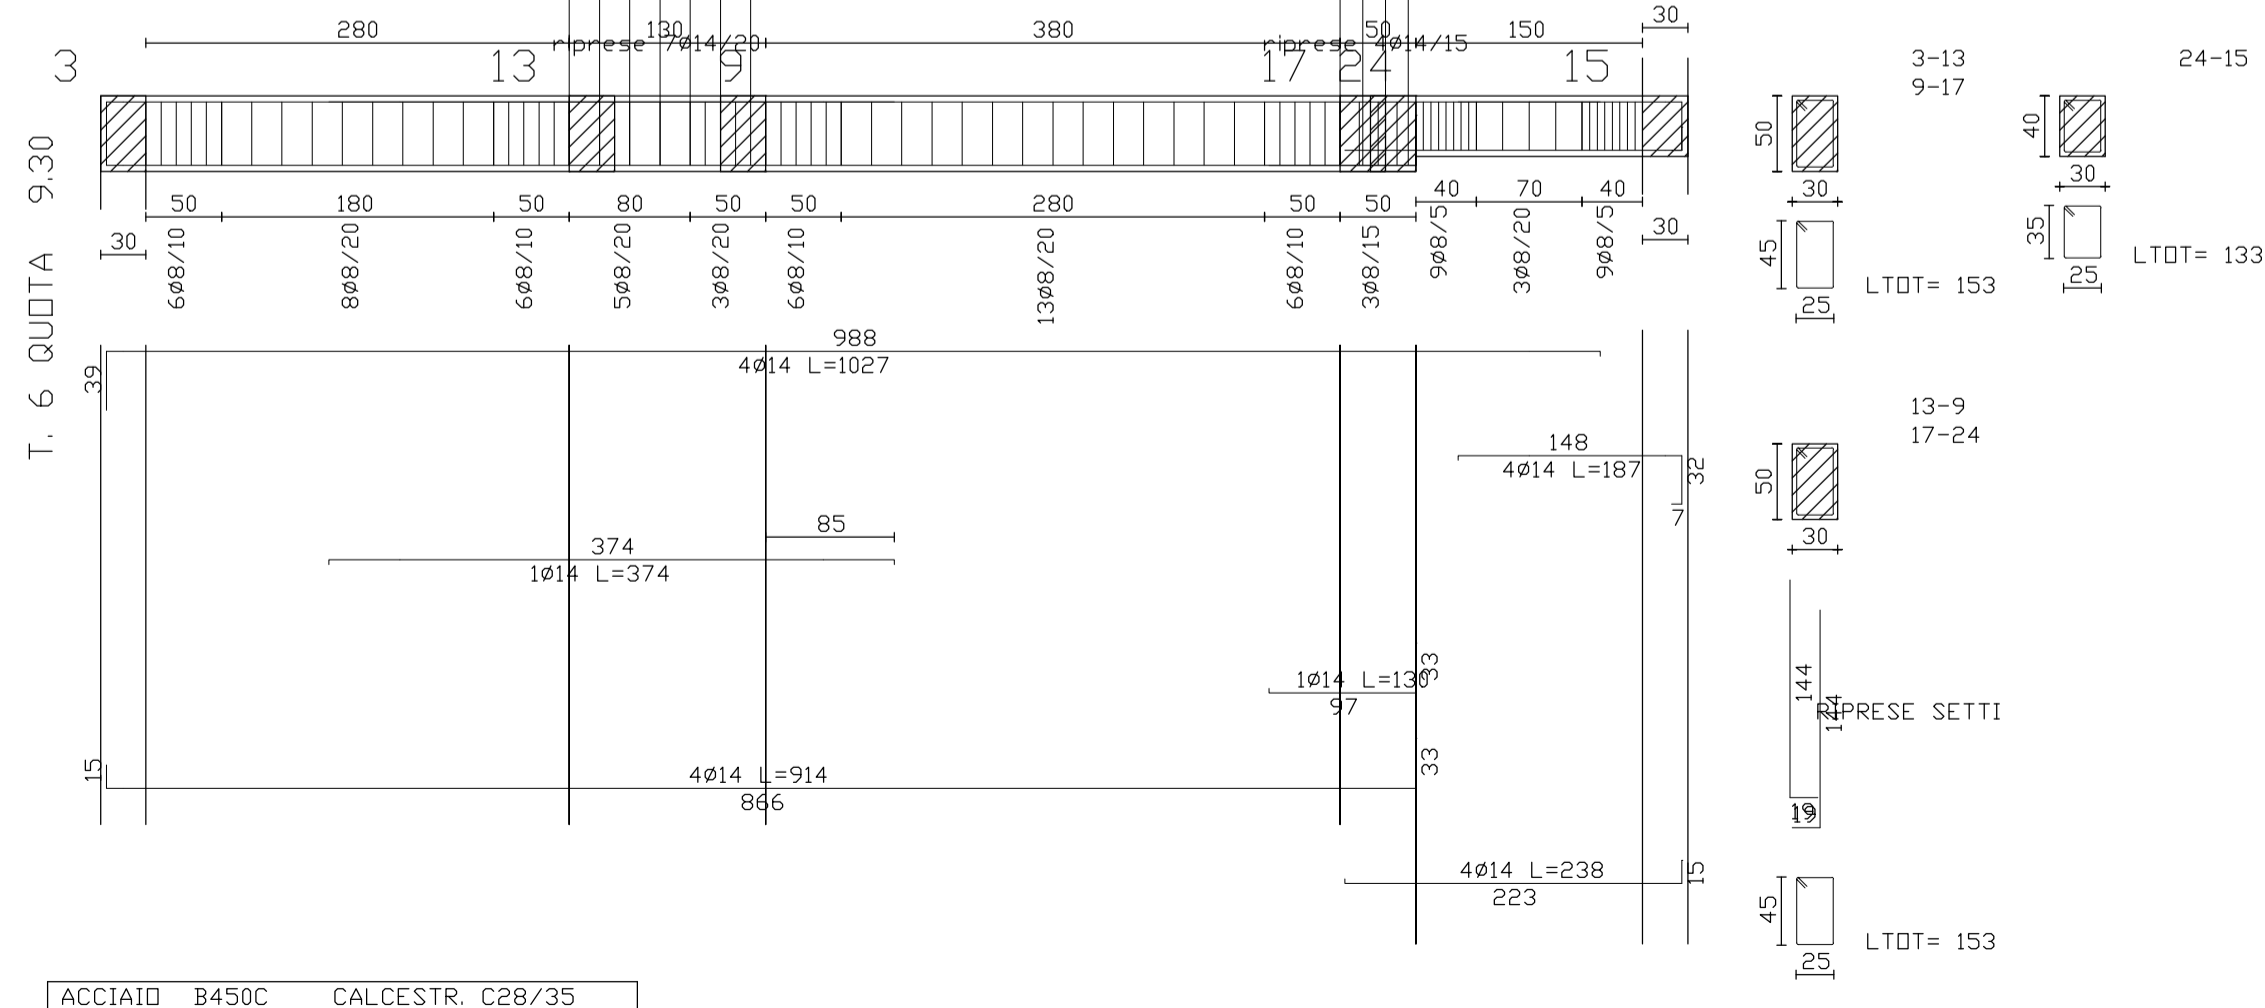 280
130
riprese 7ø14/20
380
50
riprese 4ø14/15
150
30
3
13
9
17
24
15
3-13
9-17
24-15
T. 6 QUOTA 9.30
50
180
50
80
50
50
280
50
50
40
70
40
30
30
6ø8/10
8ø8/20
6ø8/10
5ø8/20
3ø8/20
6ø8/10
13ø8/20
6ø8/10
3ø8/15
9ø8/5
3ø8/20
9ø8/5
50
30
45
25
LTOT= 153
40
30
35
25
LTOT= 133
988
4ø14 L=1027
39
148
4ø14 L=187
32
7
85
374
1ø14 L=374
1ø14 L=130
97
33
4ø14 L=914
866
15
33
4ø14 L=238
223
15
13-9
17-24
50
30
144
144
RIPRESE SETTI
19
19
45
25
LTOT= 153
ACCIAIO B450C CALCESTR. C28/35